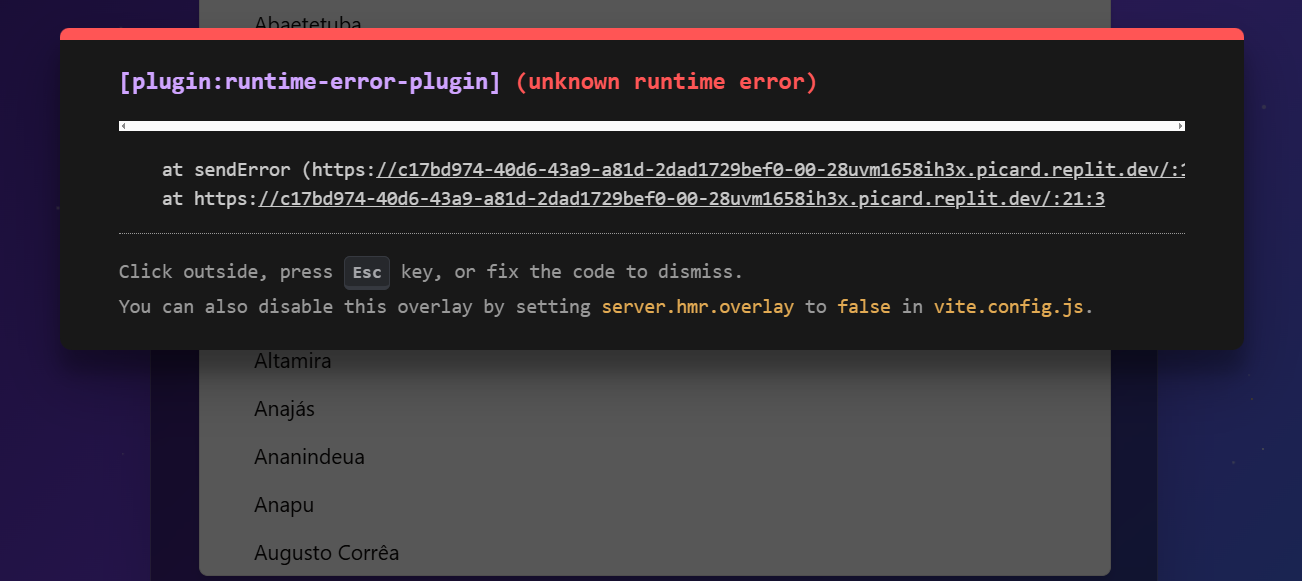 Abaetetuba
[plugin:runtime-error-plugin] (unknown runtime error)
at sendError (https://c17bd974-40d6-43a9-a81d-2dad1729bef0-00-28uvm1658ih3x.picard.replit.dev/:1
at https://c17bd974-40d6-43a9-a81d-2dad1729bef0-00-28uvm1658ih3x.picard.replit.dev/:21:3
Click outside, press Esc key, or fix the code to dismiss.
You can also disable this overlay by setting server.hmr.overlay to false in vite.config.js.
Altamira
Anajás
Ananindeua
Anapu
Augusto Corrêa